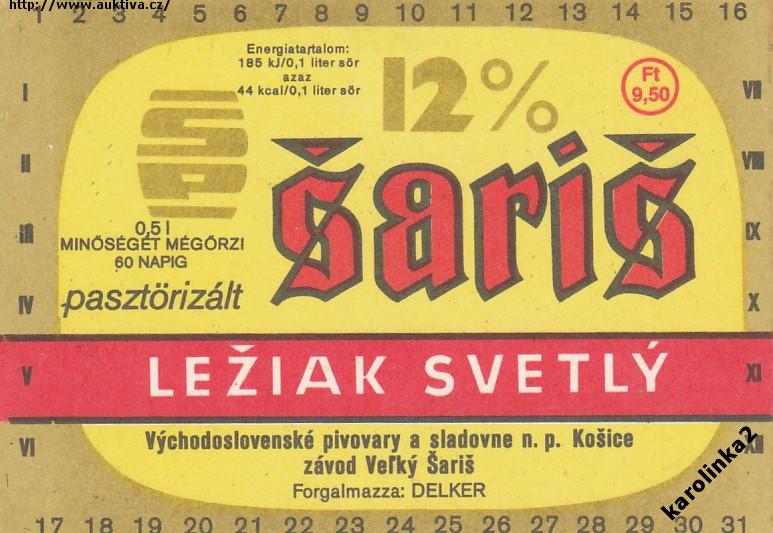 http://www.auktiva.cz/
1 2 3 4 5 6 7 8 9 10 11 12 13 14 15 16
Energiatartalom:
185 kJ/0,1 liter sör
azaz
44 kcal/0,1 liter sör
12%
Ft
9,50
I
II
III
IV
V
VI
VII
VIII
IX
X
XI
XII
ŠP
šariš
0,5 l
MINŐSÉGÉT MEGŐRZI
60 NAPIG
pasztörizált
LEŽIAK SVETLÝ
Východoslovenské pivovary a sladovne n. p. Košice
závod Veľký Šariš
Forgalmazza: DELKER
karolinka2
17 18 19 20 21 22 23 24 25 26 27 28 29 30 31